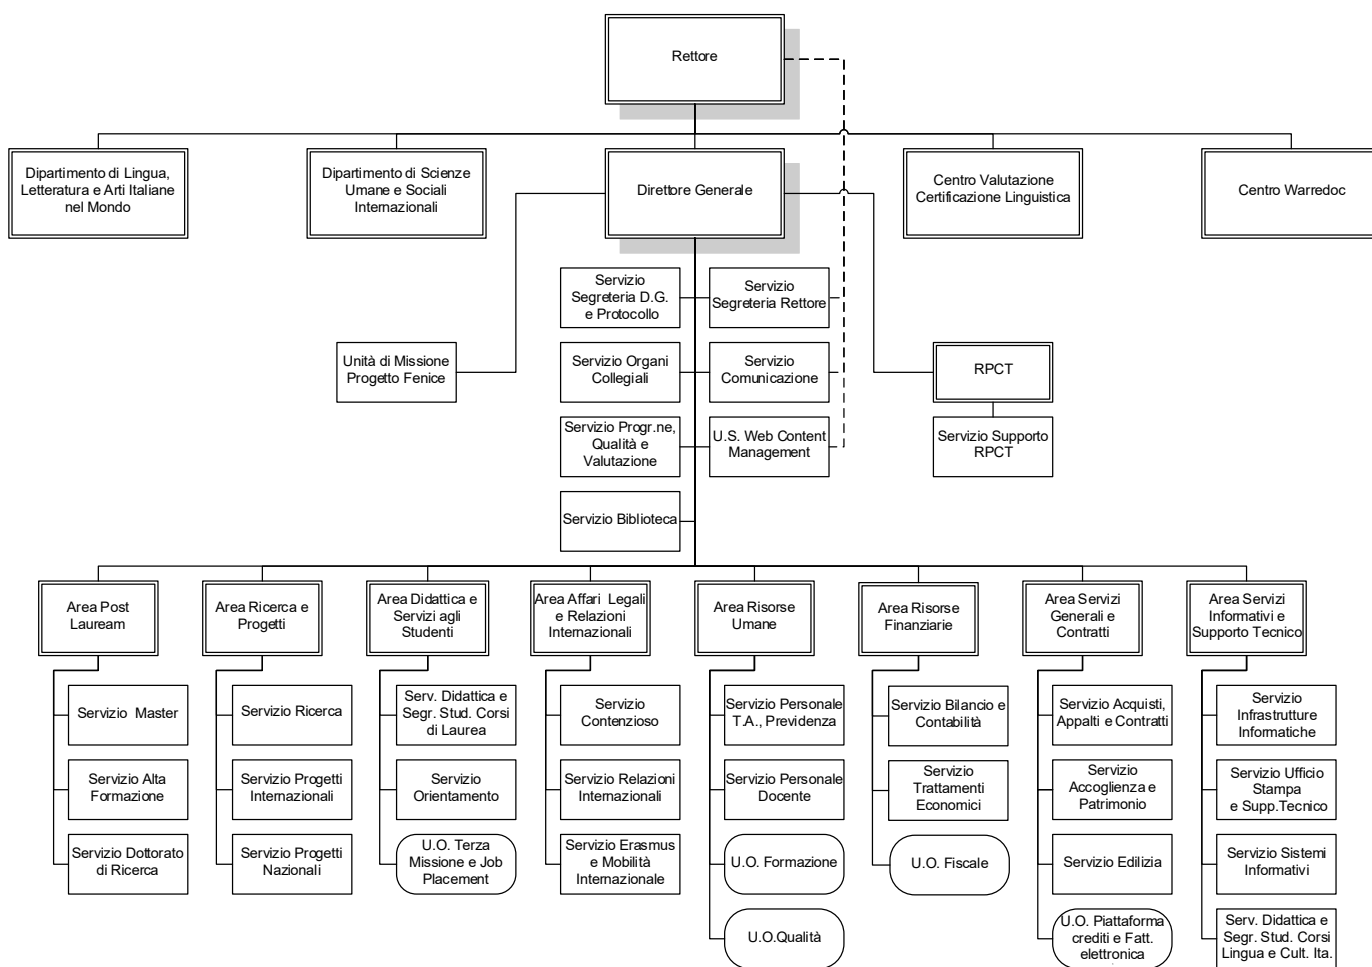 Rettore
Dipartimento di Lingua,
Letteratura e Arti Italiane
nel Mondo
Dipartimento di Scienze
Umane e Sociali
Internazionali
Direttore Generale
Centro Valutazione
Certificazione Linguistica
Centro Warredoc
Servizio
Segreteria D.G.
e Protocollo
Servizio
Segreteria Rettore
Unità di Missione
Progetto Fenice
Servizio Organi
Collegiali
Servizio
Comunicazione
RPCT
Servizio Progr.ne,
Qualità e
Valutazione
U.S. Web Content
Management
Servizio Supporto
RPCT
Servizio Biblioteca
Area Post
Lauream
Area Ricerca e
Progetti
Area Didattica e
Servizi agli
Studenti
Area Affari Legali
e Relazioni
Internazionali
Area Risorse
Umane
Area Risorse
Finanziarie
Area Servizi
Generali e
Contratti
Area Servizi
Informativi e
Supporto Tecnico
Servizio Master
Servizio Ricerca
Serv. Didattica e
Segr. Stud. Corsi
di Laurea
Servizio
Contenzioso
Servizio Personale
T.A., Previdenza
Servizio Bilancio e
Contabilità
Servizio Acquisti,
Appalti e Contratti
Servizio
Infrastrutture
Informatiche
Servizio Alta
Formazione
Servizio Progetti
Internazionali
Servizio
Orientamento
Servizio Relazioni
Internazionali
Servizio Personale
Docente
Servizio
Trattamenti
Economici
Servizio
Accoglienza e
Patrimonio
Servizio Ufficio
Stampa
e Supp.Tecnico
Servizio Dottorato
di Ricerca
Servizio Progetti
Nazionali
U.O. Terza
Missione e Job
Placement
Servizio Erasmus
e Mobilità
Internazionale
U.O. Formazione
U.O. Fiscale
Servizio Edilizia
Servizio Sistemi
Informativi
U.O.Qualità
U.O. Piattaforma
crediti e Fatt.
elettronica
Serv. Didattica e
Segr. Stud. Corsi
Lingua e Cult. Ita.